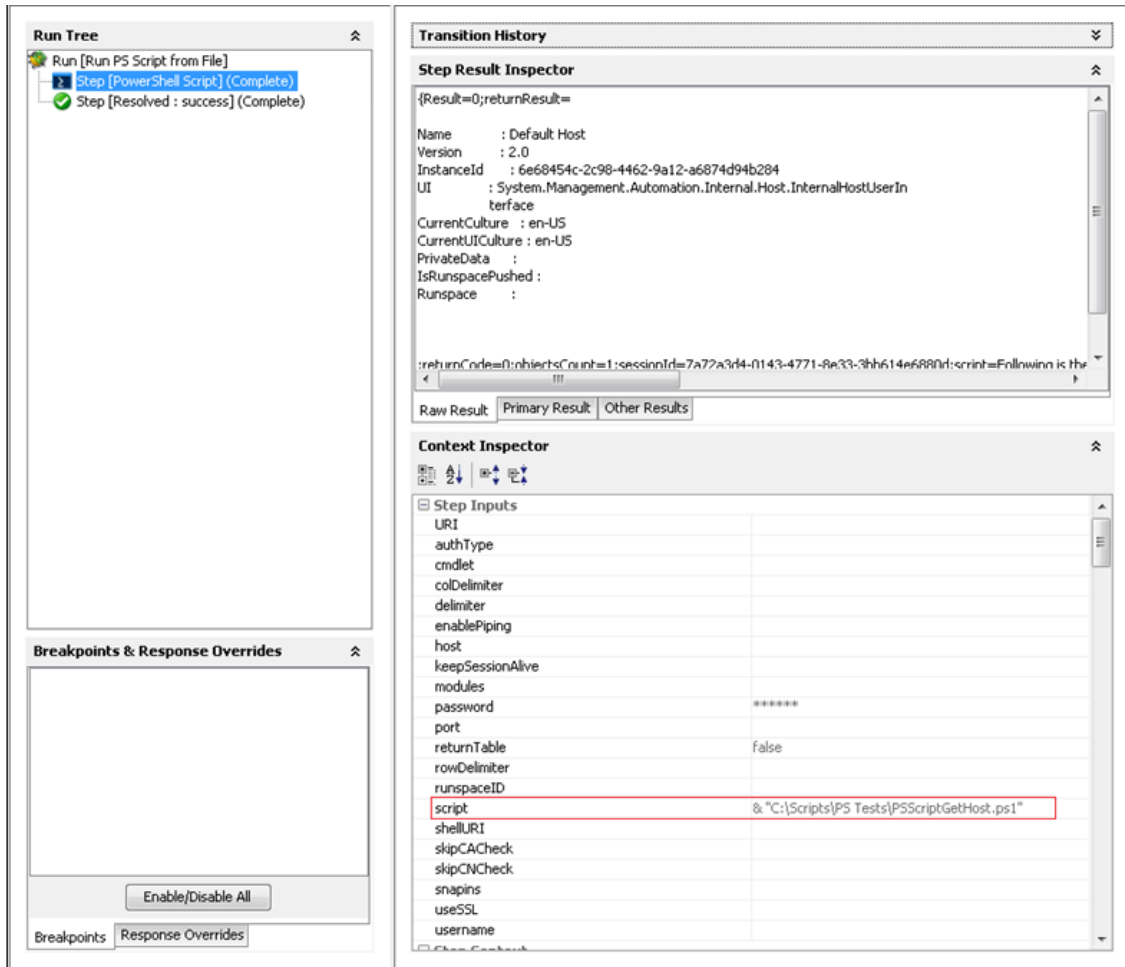 Run Tree
Run [Run PS Script from File]
Step [PowerShell Script] (Complete)
Step [Resolved : success] (Complete)
Breakpoints & Response Overrides
Enable/Disable All
Breakpoints Response Overrides
Transition History
Step Result Inspector
{Result=0;returnResult=
Name : Default Host
Version : 2.0
InstanceId : 6e68454c-2c98-4462-9a12-a6874d94b284
UI : System.Management.Automation.Internal.Host.InternalHostUserIn
terface
CurrentCulture : en-US
CurrentUICulture : en-US
PrivateData :
IsRunspacePushed :
Runspace :
;returnCode=0;objectsCount=1;sessionId=7a72a3d4-0143-4771-8e33-3bb614e6880d;script=Following is the
Raw Result Primary Result Other Results
Context Inspector
Step Inputs
URI
authType
cmdlet
colDelimiter
delimiter
enablePiping
host
keepSessionAlive
modules
password ******
port
returnTable false
rowDelimiter
runspaceID
script & "C:\Scripts\PS Tests\PSScriptGetHost.ps1"
shellURI
skipCACheck
skipCNCheck
snapins
useSSL
username
Step Context